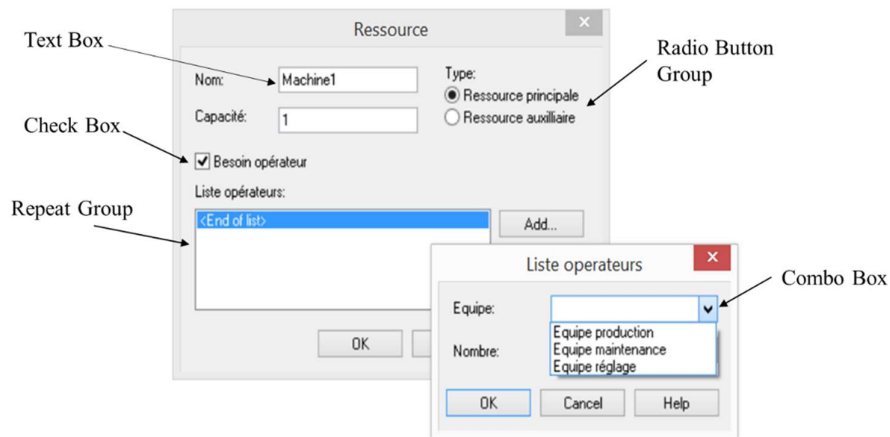 Ressource
x
Text Box
Nom:
Machine1
Type:
Ressource principale
Ressource auxilliaire
Radio Button
Group
Capacité:
1
Check Box
Besoin opérateur
Liste opérateurs:
Repeat Group
<End of list>
Add...
OK
Liste operateurs
x
Combo Box
Equipe:
Equipe production
Equipe maintenance
Equipe réglage
Nombre:
OK
Cancel
Help